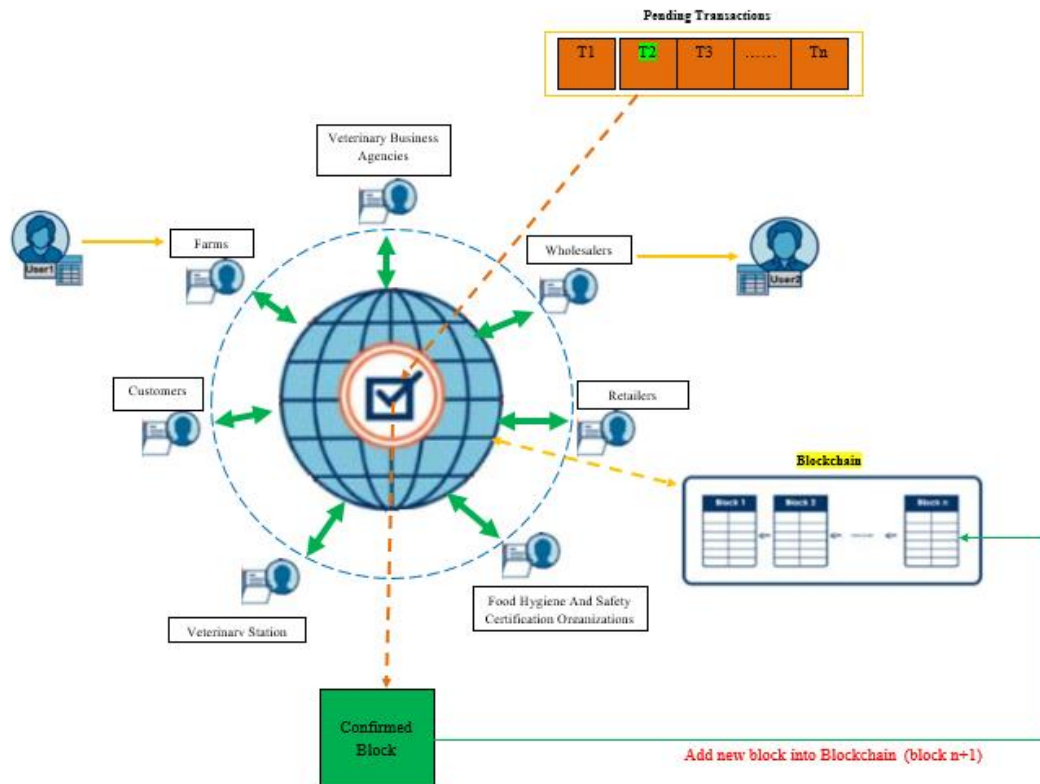 Pending Transactions
T1 T2 T3 ...... Tn
Veterinary Business
Agencies
User1
Farms
Wholesalers
User2
Customers
Retailers
Blockchain
Block 1 Block 2 Block n
Veterinary Station
Food Hygiene And Safety
Certification Organizations
Confirmed
Block
Add new block into Blockchain (block n+1)